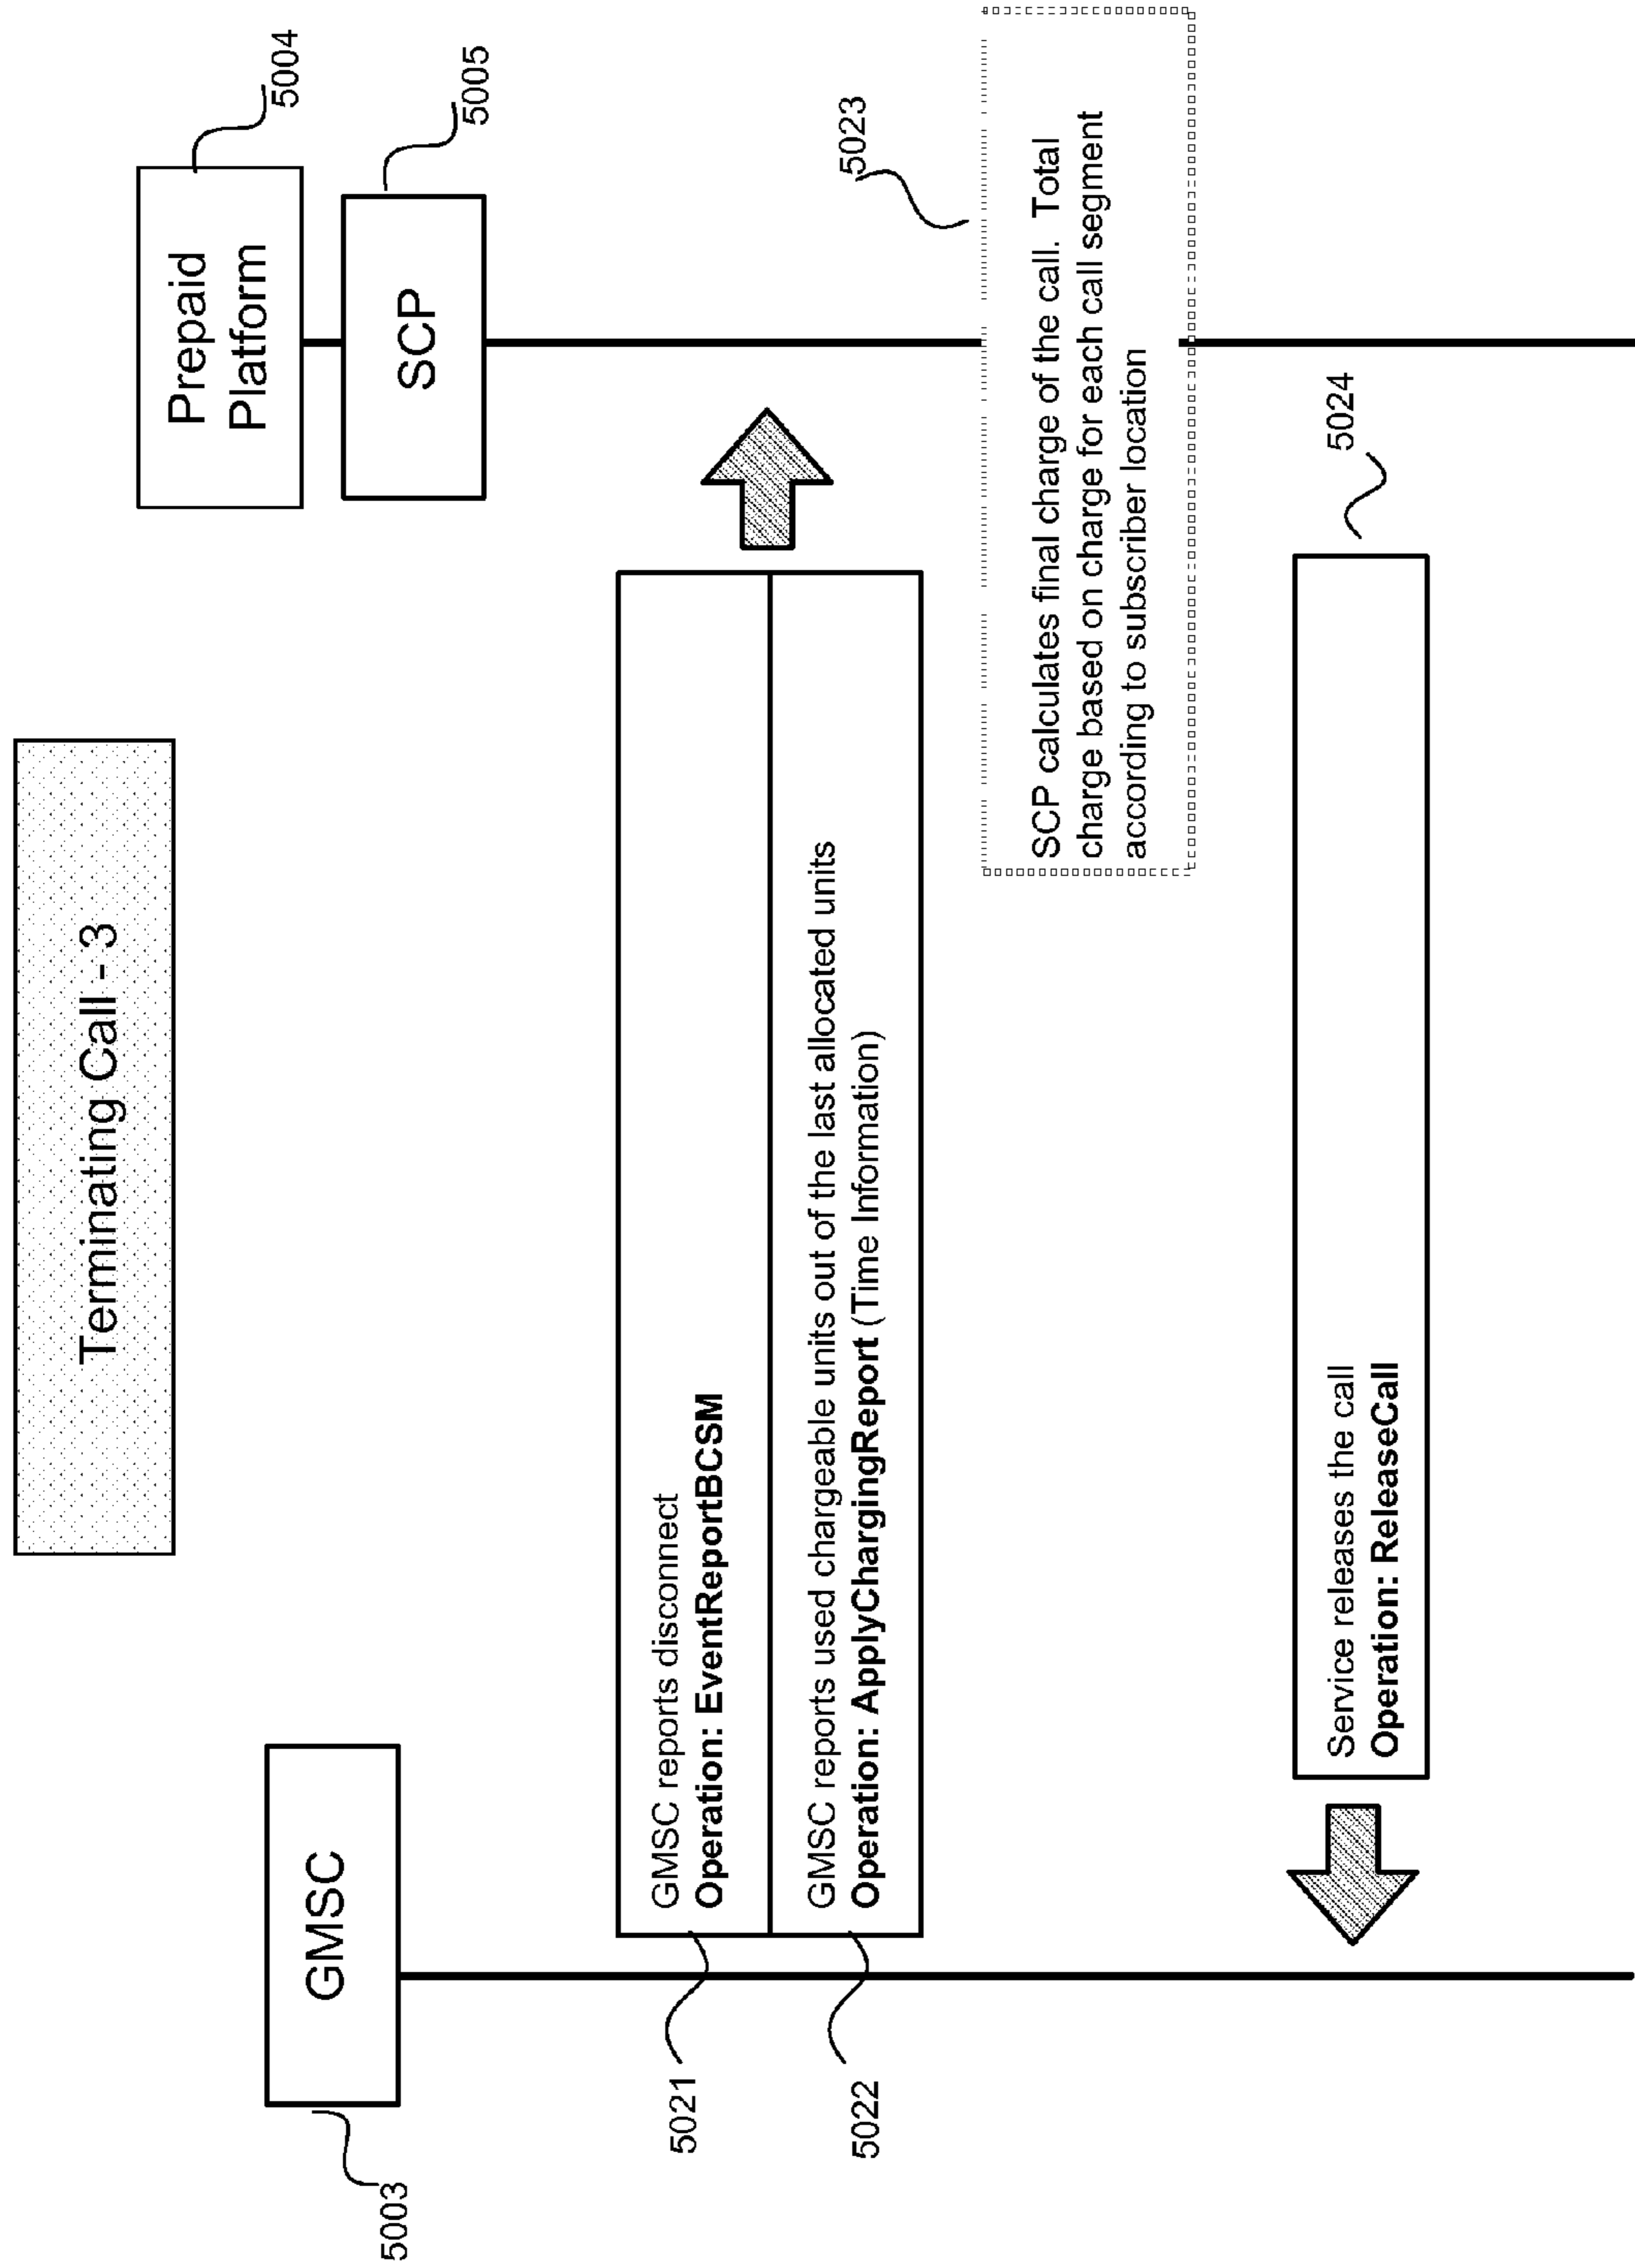 Terminating Call - 3
GMSC
5003
Prepaid
Platform
5004
SCP
5005
5021
GMSC reports disconnect
Operation: EventReportBCSM
5022
GMSC reports used chargeable units out of the last allocated units
Operation: ApplyChargingReport (Time Information)
5023
SCP calculates final charge of the call. Total
charge based on charge for each call segment
according to subscriber location
5024
Service releases the call
Operation: ReleaseCall